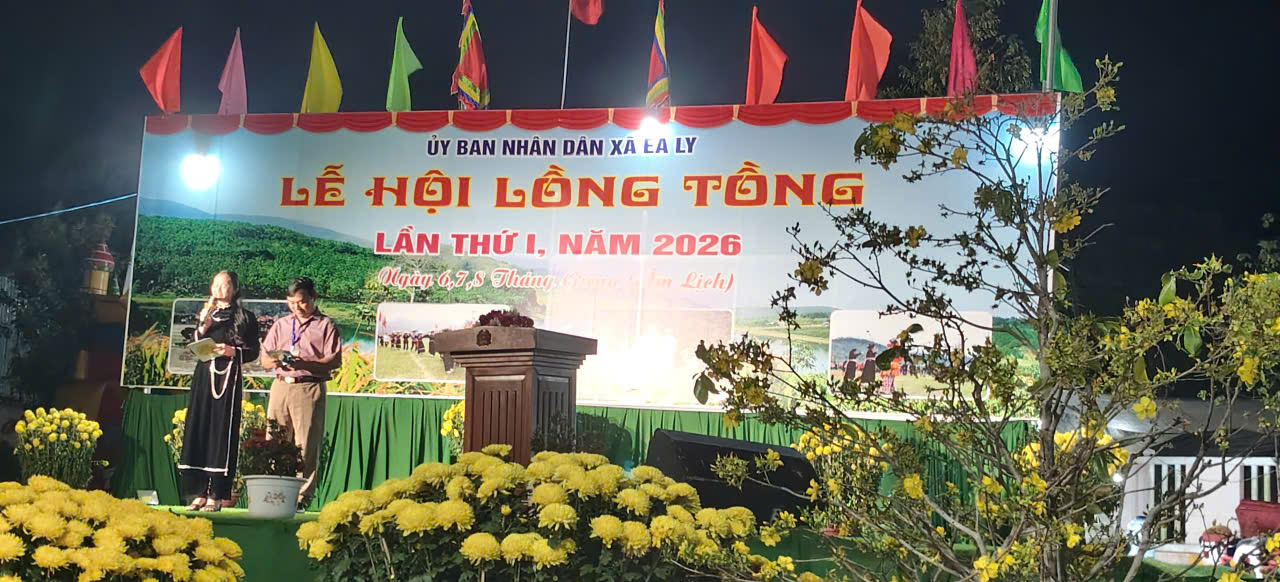 ỦY BAN NHÂN DÂN XÃ EA LY
LỄ HỘI LỒNG TỒNG
LẦN THỨ I, NĂM 2026
(Ngày 6,7,8 Tháng Lịch)